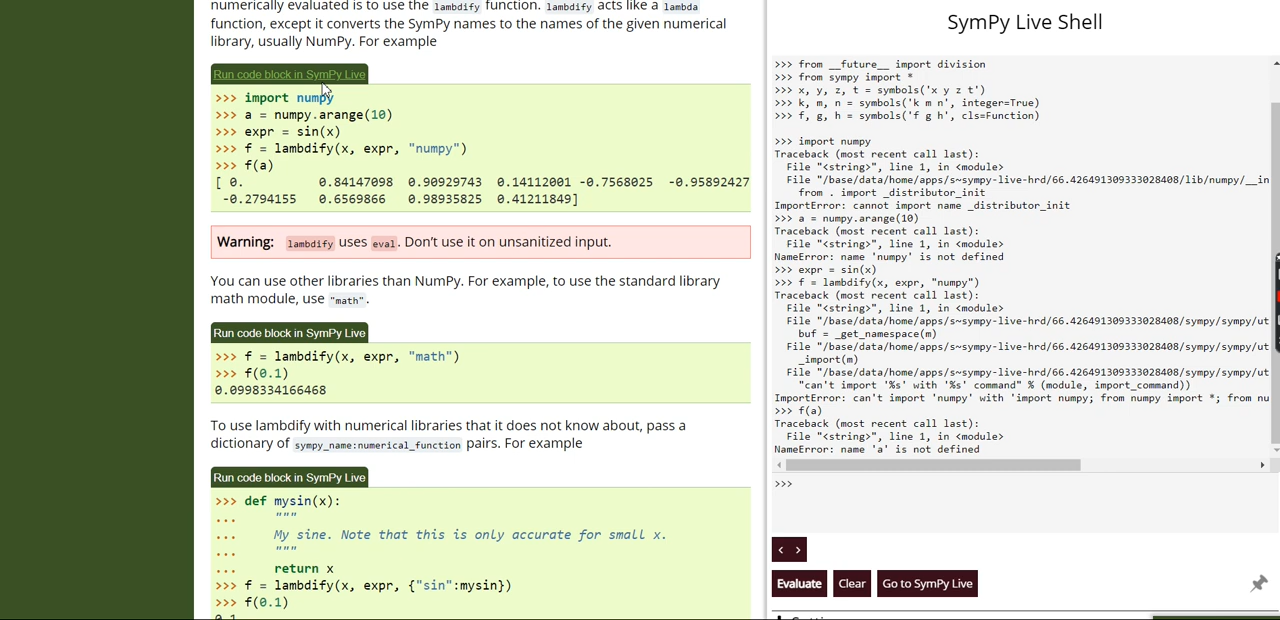 numerically evaluated is to use the lambdify function. lambdify acts like a lambda
function, except it converts the SymPy names to the names of the given numerical
library, usually NumPy. For example
Run code block in SymPy Live
>>> import numpy
>>> a = numpy.arange(10)
>>> expr = sin(x)
>>> f = lambdify(x, expr, "numpy")
>>> f(a)
[ 0.          0.84147098  0.90929743  0.14112001 -0.7568025  -0.95892427
 -0.2794155   0.6569866   0.98935825  0.41211849]
Warning: lambdify uses eval. Don't use it on unsanitized input.
You can use other libraries than NumPy. For example, to use the standard library
math module, use "math".
Run code block in SymPy Live
>>> f = lambdify(x, expr, "math")
>>> f(0.1)
0.0998334166468
To use lambdify with numerical libraries that it does not know about, pass a
dictionary of sympy_name:numerical_function pairs. For example
Run code block in SymPy Live
>>> def mysin(x):
...     """
...     My sine. Note that this is only accurate for small x.
...     """
...     return x
>>> f = lambdify(x, expr, {"sin":mysin})
>>> f(0.1)
0.1
SymPy Live Shell
>>> from __future__ import division
>>> from sympy import *
>>> x, y, z, t = symbols('x y z t')
>>> k, m, n = symbols('k m n', integer=True)
>>> f, g, h = symbols('f g h', cls=Function)
>>> import numpy
Traceback (most recent call last):
  File "<string>", line 1, in <module>
  File "/base/data/home/apps/s~sympy-live-hrd/66.426491309333028408/lib/numpy/__in
    from . import _distributor_init
ImportError: cannot import name _distributor_init
>>> a = numpy.arange(10)
Traceback (most recent call last):
  File "<string>", line 1, in <module>
NameError: name 'numpy' is not defined
>>> expr = sin(x)
>>> f = lambdify(x, expr, "numpy")
Traceback (most recent call last):
  File "<string>", line 1, in <module>
  File "/base/data/home/apps/s~sympy-live-hrd/66.426491309333028408/sympy/sympy/ut
    buf = _get_namespace(m)
  File "/base/data/home/apps/s~sympy-live-hrd/66.426491309333028408/sympy/sympy/ut
    _import(m)
  File "/base/data/home/apps/s~sympy-live-hrd/66.426491309333028408/sympy/sympy/ut
    "can't import '%s' with '%s' command" % (module, import_command))
ImportError: can't import 'numpy' with 'import numpy; from numpy import *; from nu
>>> f(a)
Traceback (most recent call last):
  File "<string>", line 1, in <module>
NameError: name 'a' is not defined
>>>
< >
Evaluate Clear Go to SymPy Live